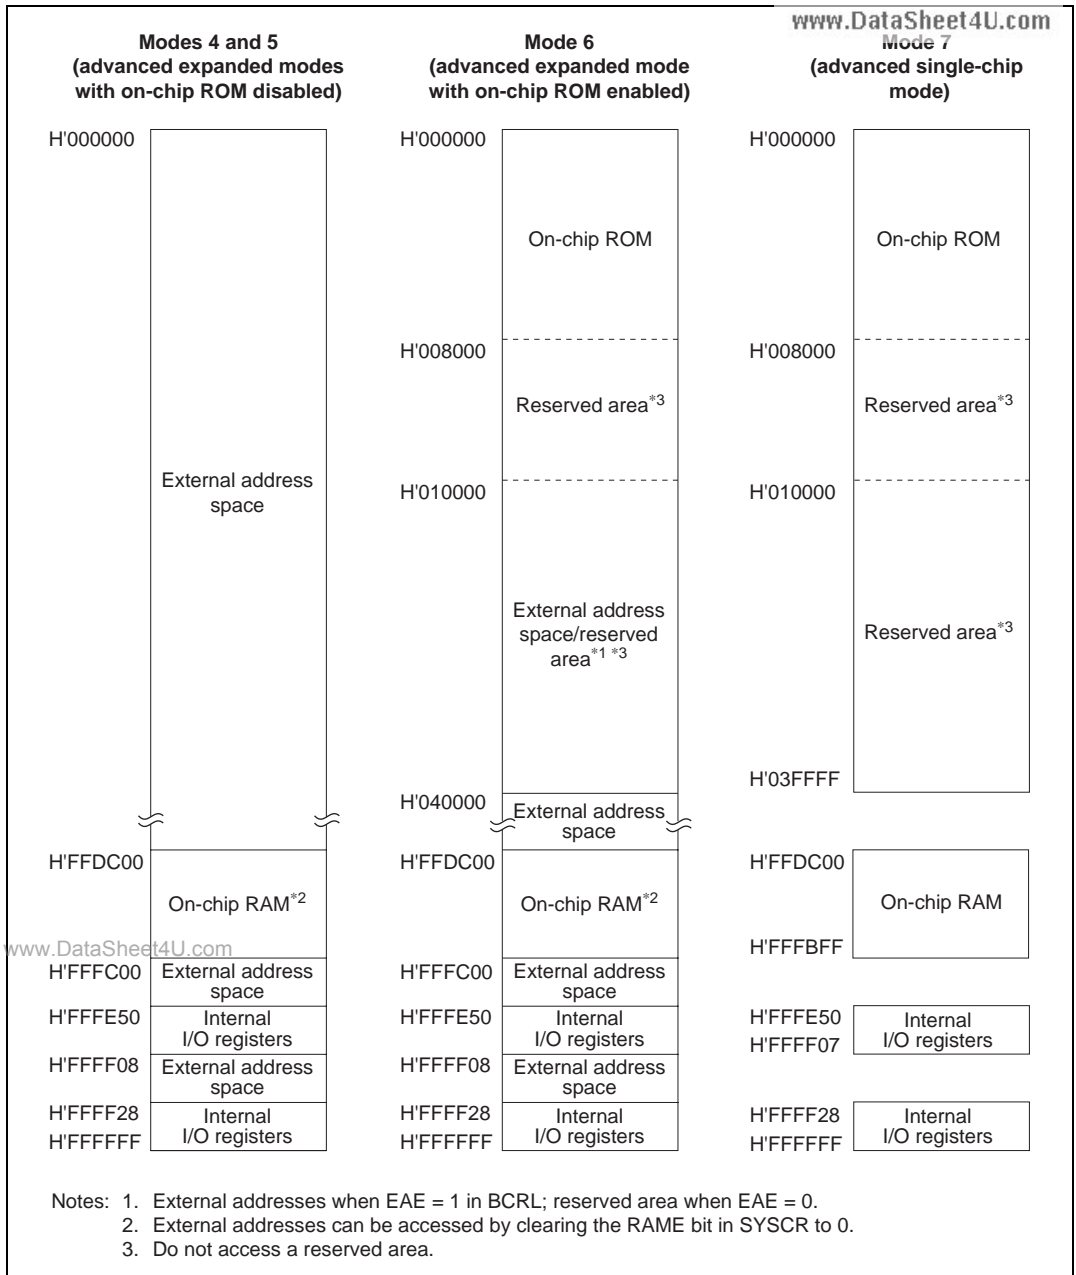 www.DataSheet4U.com
Modes 4 and 5
(advanced expanded modes
with on-chip ROM disabled)
H'000000
External address
space
H'FFDC00
On-chip RAM*2
www.DataSheet4U.com
H'FFFC00
External address
space
H'FFFE50
Internal
I/O registers
H'FFFF08
External address
space
H'FFFF28
Internal
I/O registers
H'FFFFFF
Mode 6
(advanced expanded mode
with on-chip ROM enabled)
H'000000
On-chip ROM
H'008000
Reserved area*3
H'010000
External address
space/reserved
area*1 *3
H'040000
External address
space
H'FFDC00
On-chip RAM*2
H'FFFC00
External address
space
H'FFFE50
Internal
I/O registers
H'FFFF08
External address
space
H'FFFF28
Internal
I/O registers
H'FFFFFF
Mode 7
(advanced single-chip
mode)
H'000000
On-chip ROM
H'008000
Reserved area*3
H'010000
Reserved area*3
H'03FFFF
H'FFDC00
On-chip RAM
H'FFFBFF
H'FFFE50
Internal
I/O registers
H'FFFF07
H'FFFF28
Internal
I/O registers
H'FFFFFF
Notes: 1. External addresses when EAE = 1 in BCRL; reserved area when EAE = 0.
2. External addresses can be accessed by clearing the RAME bit in SYSCR to 0.
3. Do not access a reserved area.